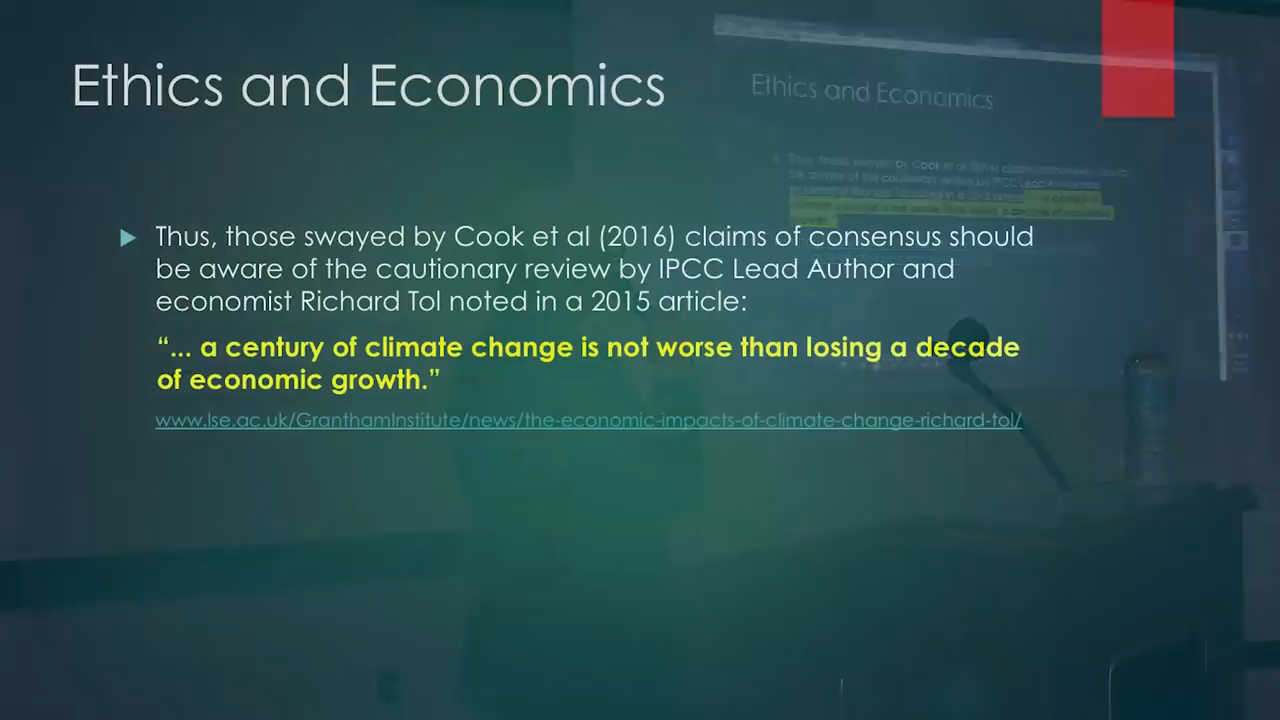 Ethics and Economics
Ethics and Economics
Thus, those swayed by Cook et al (2016) claims of consensus should
be aware of the cautionary review by IPCC Lead Author and
economist Richard Tol noted in a 2015 article:
“... a century of climate change is not worse than losing a decade
of economic growth.”
www.lse.ac.uk/GranthamInstitute/news/the-economic-impacts-of-climate-change-richard-tol/